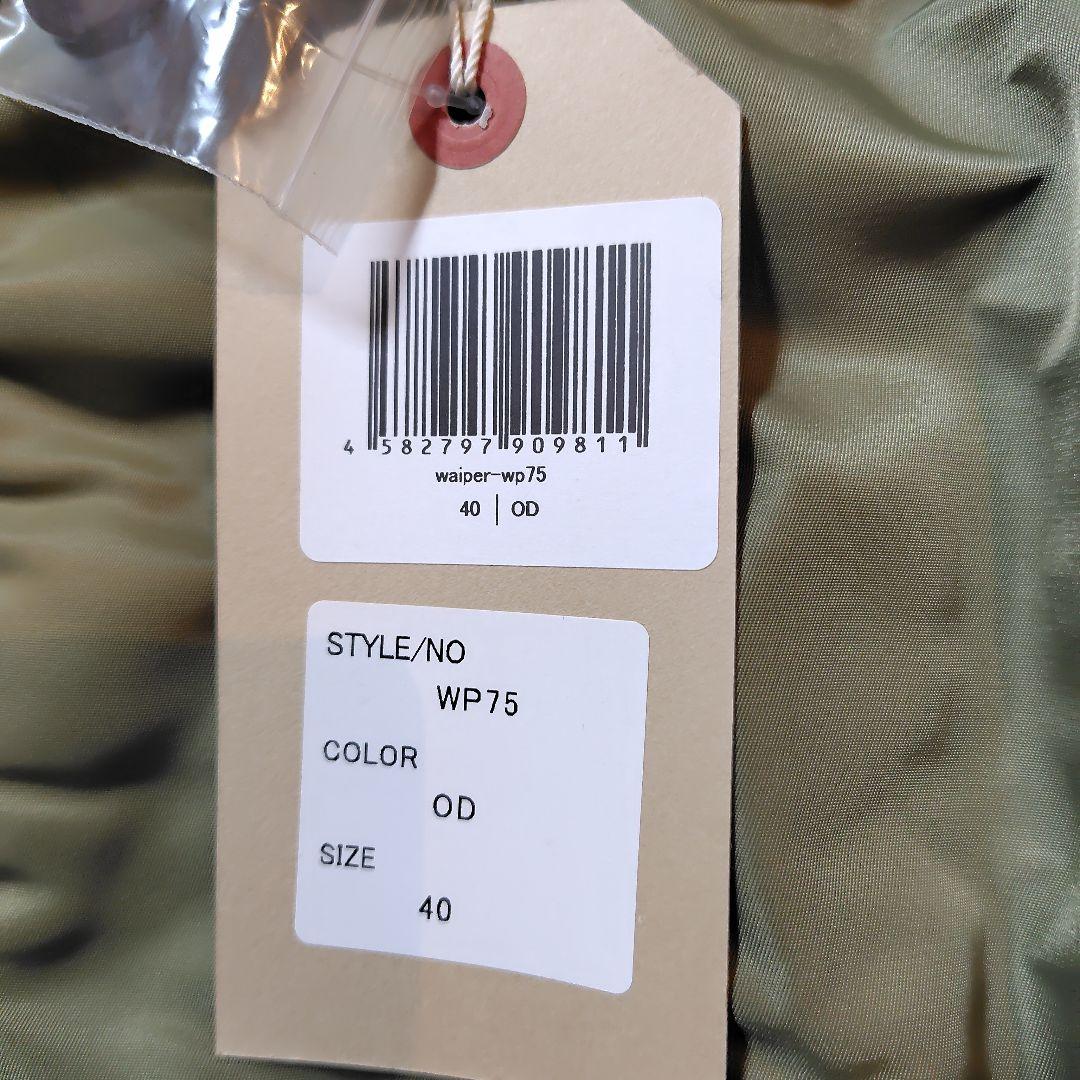 4 582797 909811
waiper-wp75
40 | OD
STYLE/NO
WP75
COLOR
OD
SIZE
40